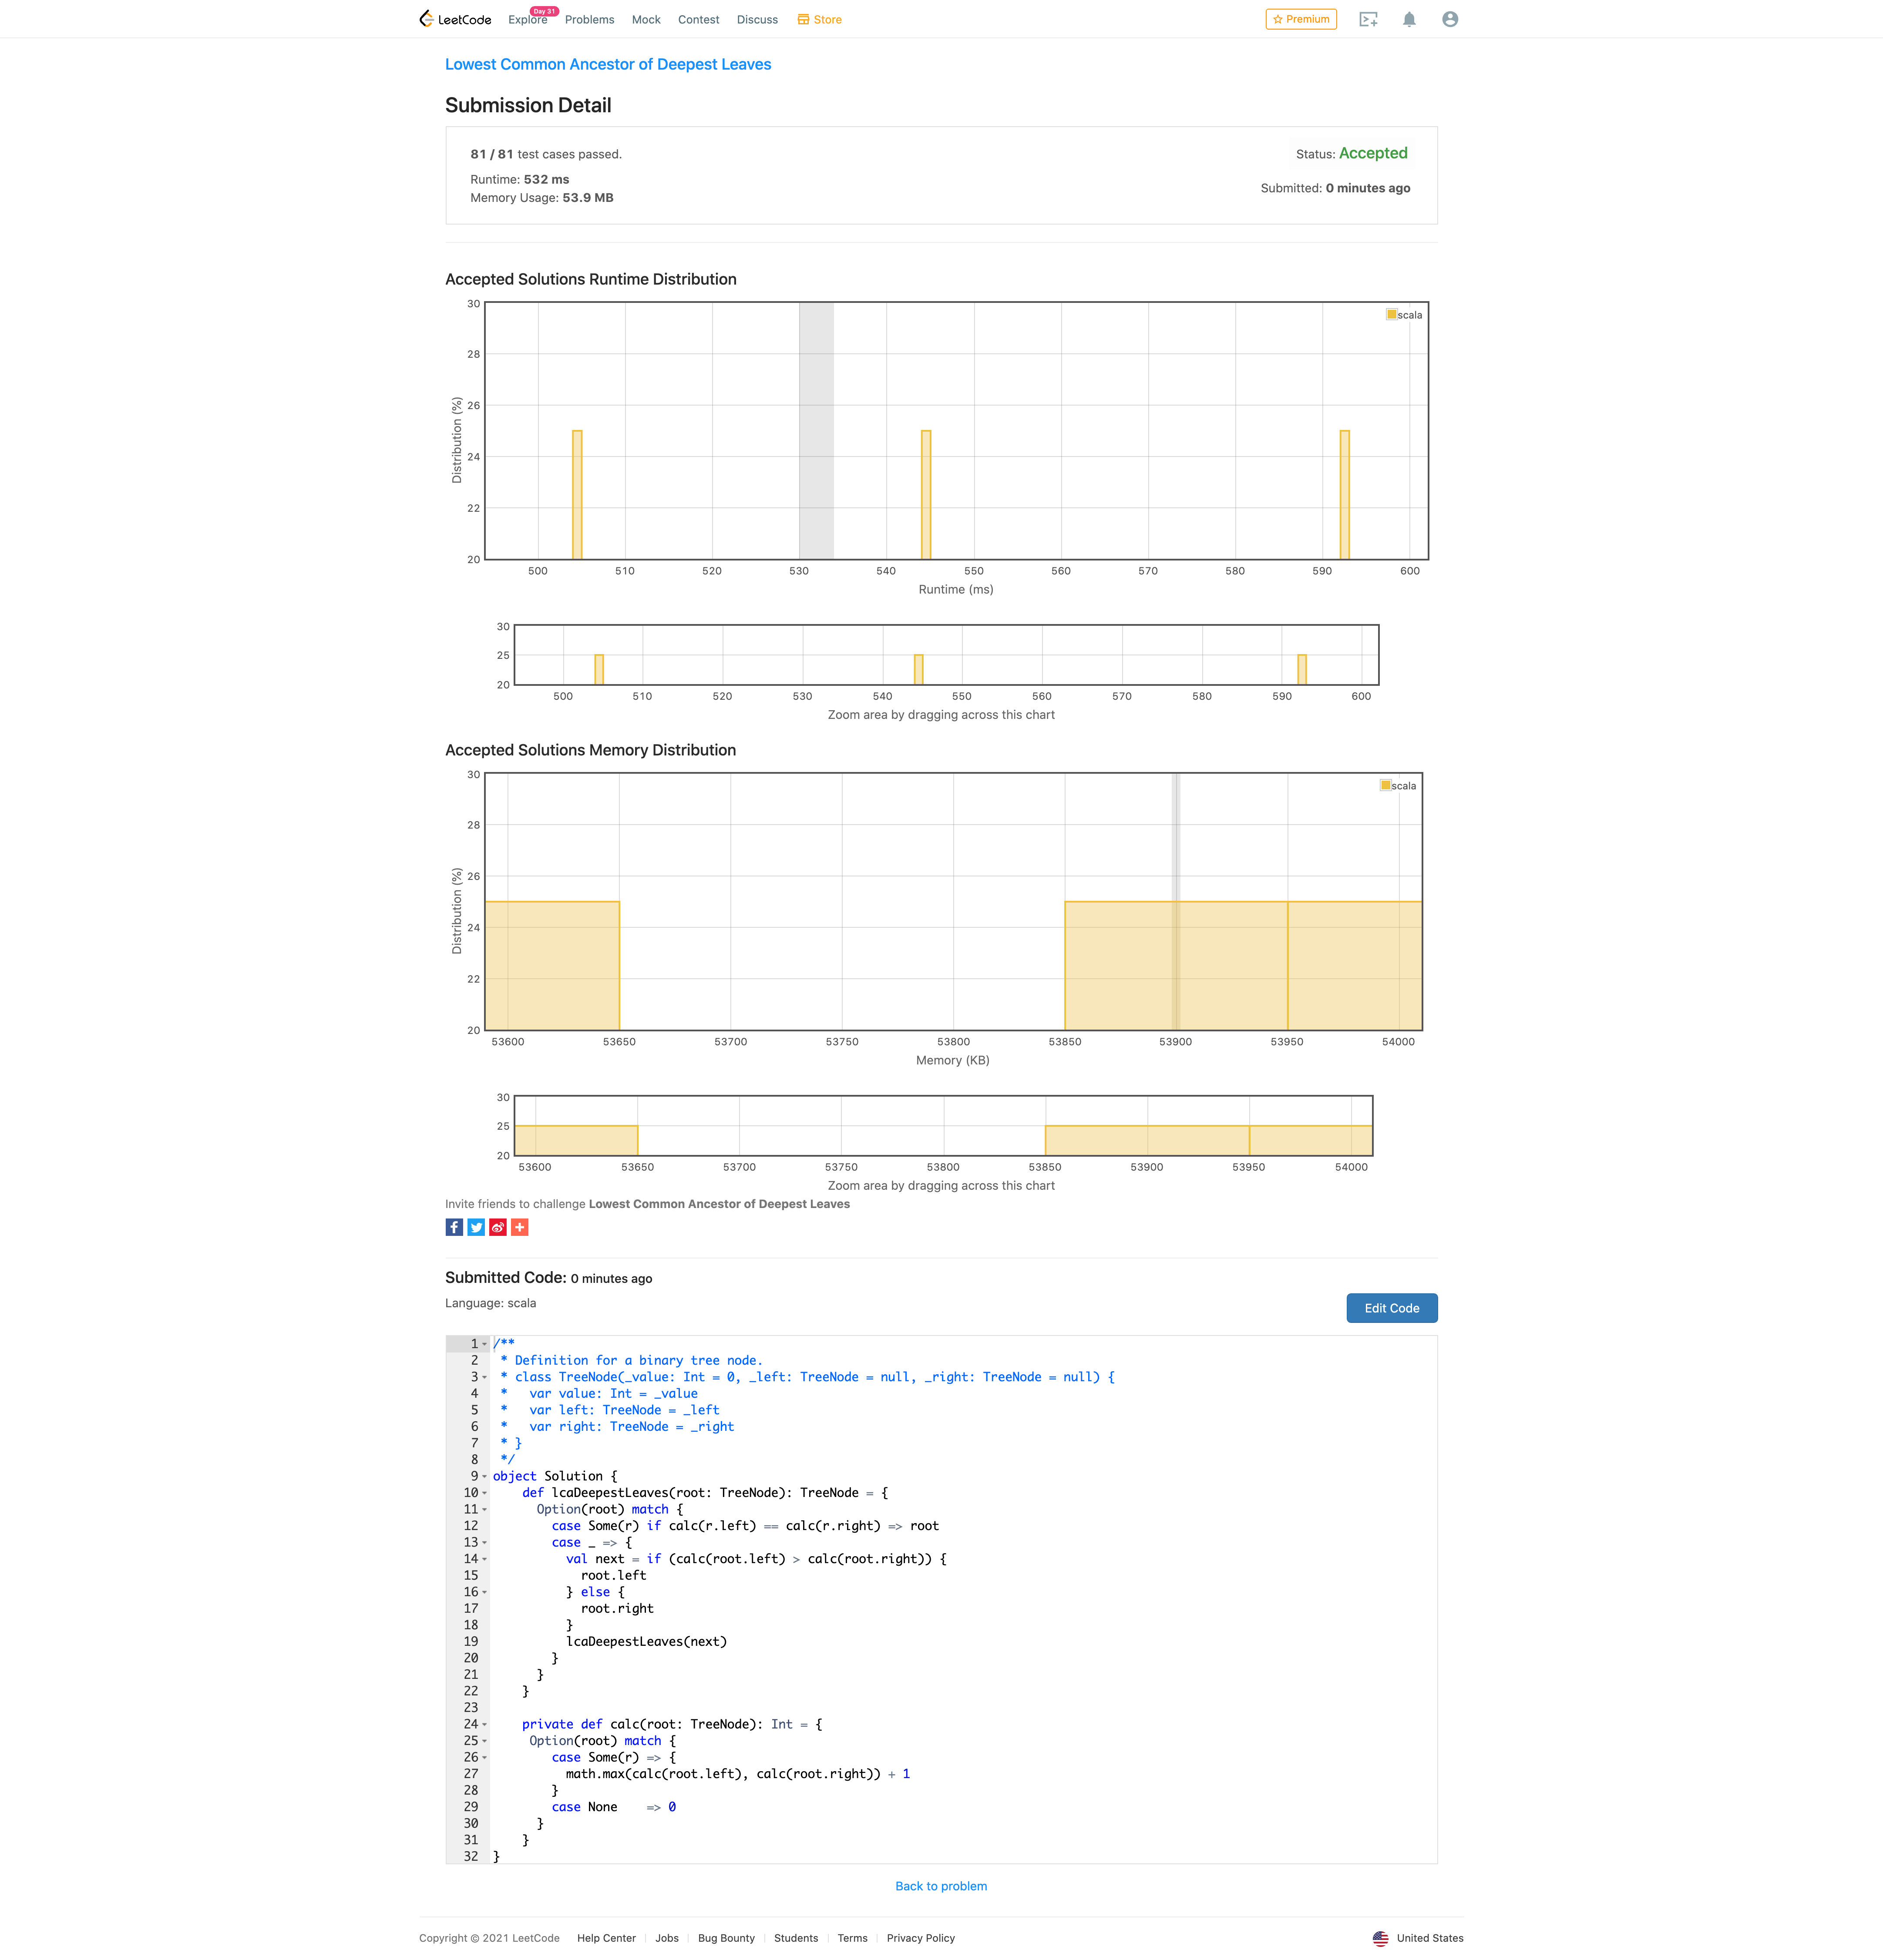 LeetCode Explore Day 31 Problems Mock Contest Discuss Store Premium
Lowest Common Ancestor of Deepest Leaves
Submission Detail
81 / 81 test cases passed.
Status: Accepted
Runtime: 532 ms
Submitted: 0 minutes ago
Memory Usage: 53.9 MB
Accepted Solutions Runtime Distribution
30
28
26
24
22
20
Distribution (%)
scala
500 510 520 530 540 550 560 570 580 590 600
Runtime (ms)
30
25
20
500 510 520 530 540 550 560 570 580 590 600
Zoom area by dragging across this chart
Accepted Solutions Memory Distribution
30
28
26
24
22
20
Distribution (%)
scala
53600 53650 53700 53750 53800 53850 53900 53950 54000
Memory (KB)
30
25
20
53600 53650 53700 53750 53800 53850 53900 53950 54000
Zoom area by dragging across this chart
Invite friends to challenge Lowest Common Ancestor of Deepest Leaves
Submitted Code: 0 minutes ago
Language: scala
Edit Code
1 /**
2  * Definition for a binary tree node.
3  * class TreeNode(_value: Int = 0, _left: TreeNode = null, _right: TreeNode = null) {
4  *   var value: Int = _value
5  *   var left: TreeNode = _left
6  *   var right: TreeNode = _right
7  * }
8  */
9 object Solution {
10     def lcaDeepestLeaves(root: TreeNode): TreeNode = {
11       Option(root) match {
12         case Some(r) if calc(r.left) == calc(r.right) => root
13         case _ => {
14           val next = if (calc(root.left) > calc(root.right)) {
15             root.left
16           } else {
17             root.right
18           }
19           lcaDeepestLeaves(next)
20         }
21       }
22     }
23
24     private def calc(root: TreeNode): Int = {
25      Option(root) match {
26         case Some(r) => {
27           math.max(calc(root.left), calc(root.right)) + 1
28         }
29         case None    => 0
30       }
31     }
32 }
Back to problem
Copyright © 2021 LeetCode Help Center Jobs Bug Bounty Students Terms Privacy Policy United States